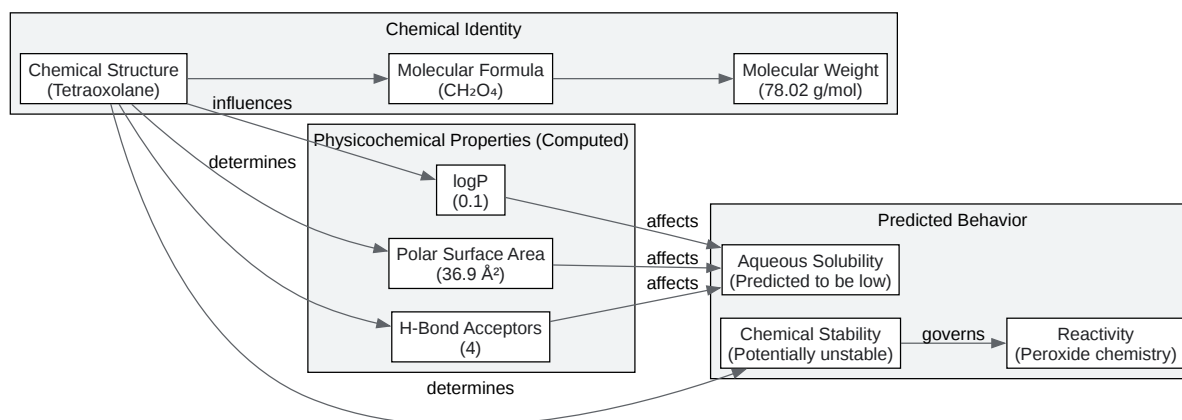 Chemical Identity
Chemical Structure
(Tetraoxolane)
Molecular Formula
(CH₂O₄)
Molecular Weight
(78.02 g/mol)
influences
determines
Physicochemical Properties (Computed)
logP
(0.1)
Polar Surface Area
(36.9 Å²)
H-Bond Acceptors
(4)
determines
affects
affects
affects
Predicted Behavior
Aqueous Solubility
(Predicted to be low)
Chemical Stability
(Potentially unstable)
governs
Reactivity
(Peroxide chemistry)